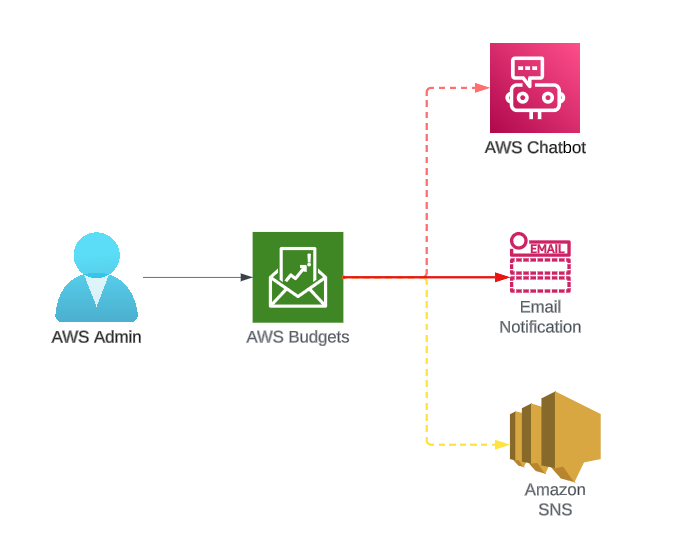 AWS Chatbot
EMAIL
AWS Admin
AWS Budgets
Email
Notification
Amazon
SNS